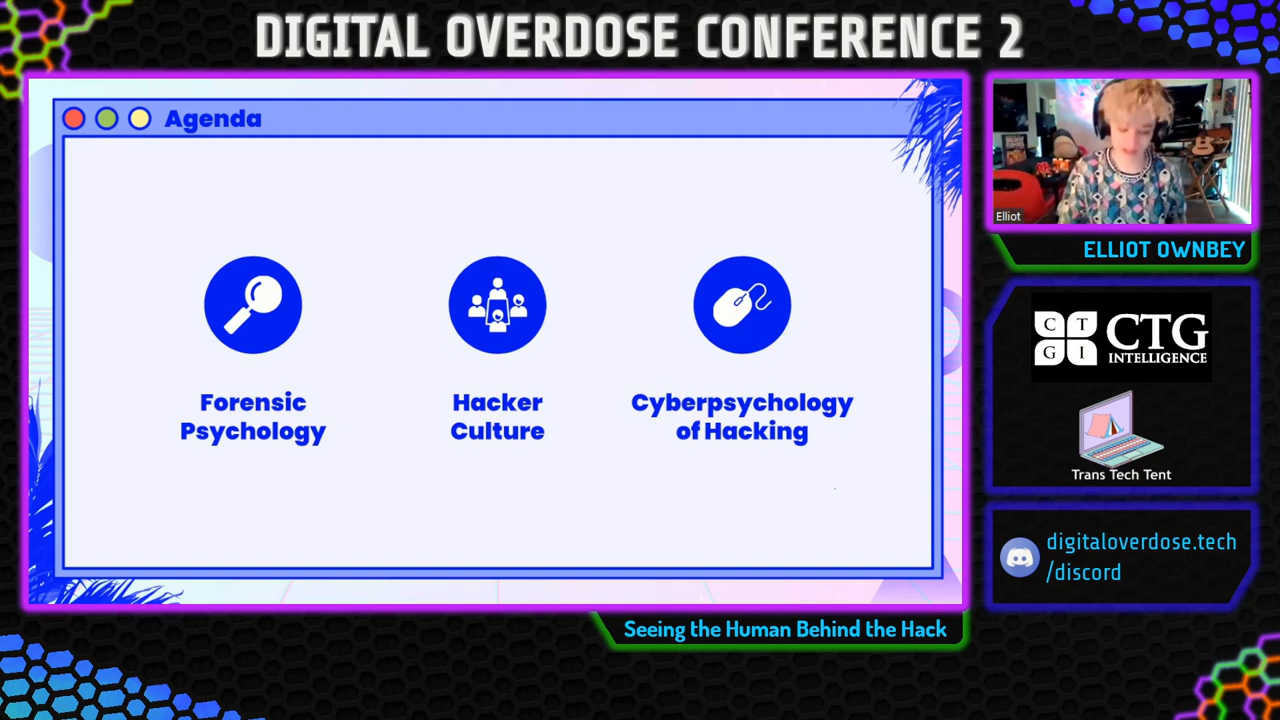 DIGITAL OVERDOSE CONFERENCE 2
Agenda
Forensic
Psychology
Hacker
Culture
Cyberpsychology
of Hacking
Elliot
ELLIOT OWNBEY
C T
G I
CTG
INTELLIGENCE
Trans Tech Tent
digitaloverdose.tech
/discord
Seeing the Human Behind the Hack